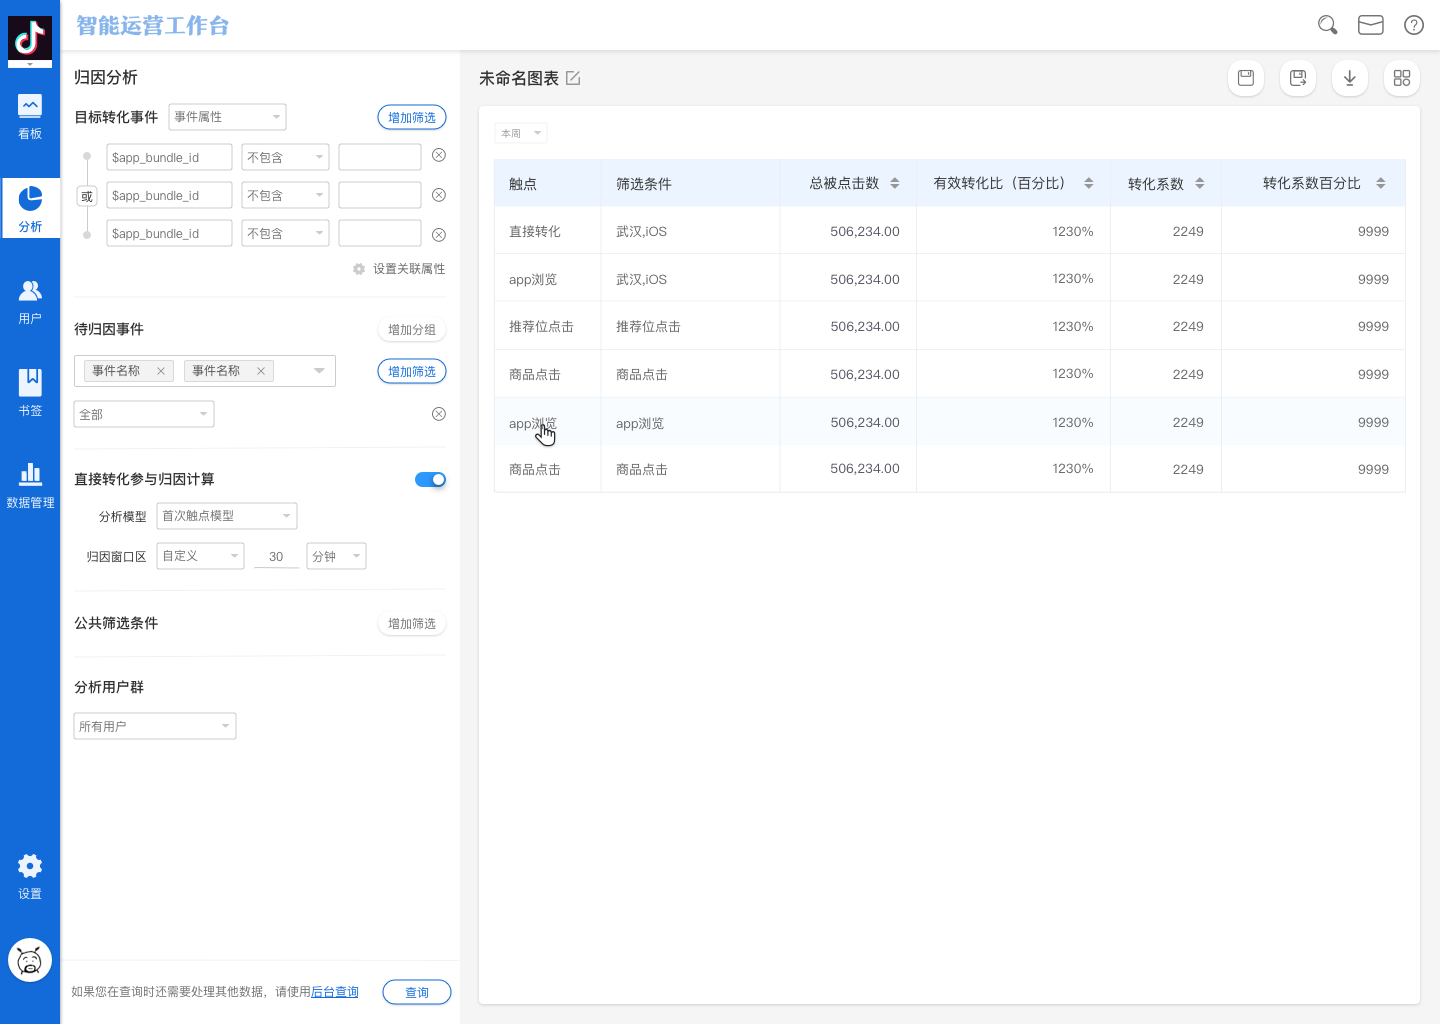 智能运营工作台
看板
分析
用户
书签
数据管理
设置
归因分析
目标转化事件 事件属性 增加筛选
$app_bundle_id 不包含
或
$app_bundle_id 不包含
$app_bundle_id 不包含
设置关联属性
待归因事件 增加分组
事件名称 事件名称 增加筛选
全部
直接转化参与归因计算
分析模型 首次触点模型
归因窗口区 自定义 30 分钟
公共筛选条件 增加筛选
分析用户群
所有用户
如果您在查询时还需要处理其他数据，请使用后台查询 查询
未命名图表
本周
触点 筛选条件 总被点击数 有效转化比（百分比） 转化系数 转化系数百分比
直接转化 武汉,iOS 506,234.00 1230% 2249 9999
app浏览 武汉,iOS 506,234.00 1230% 2249 9999
推荐位点击 推荐位点击 506,234.00 1230% 2249 9999
商品点击 商品点击 506,234.00 1230% 2249 9999
app浏览 app浏览 506,234.00 1230% 2249 9999
商品点击 商品点击 506,234.00 1230% 2249 9999